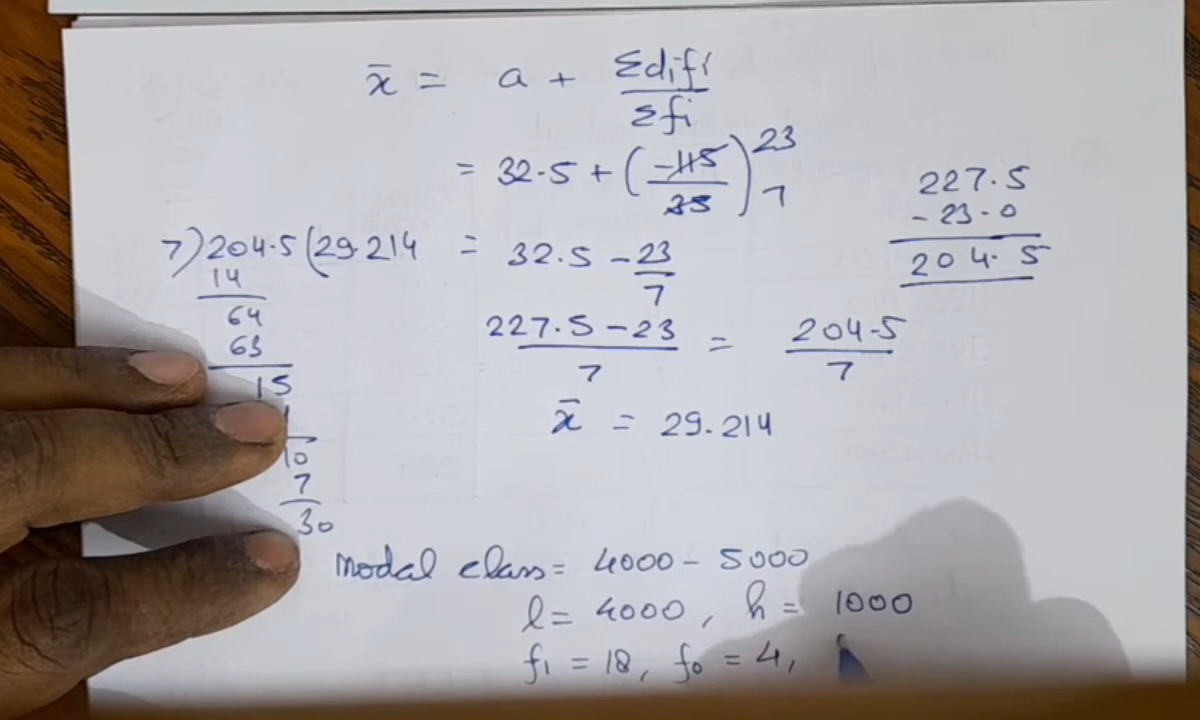 x̄ = a + Σdifi / Σfi
= 32.5 + (-115 / 35) 23 / 7
227.5
- 23.0
204.5
7)204.5(29.214
14
64
63
15
10
7
30
= 32.5 - 23 / 7
227.5 - 23 / 7 = 204.5 / 7
x̄ = 29.214
Modal class = 4000 - 5000
l = 4000, h = 1000
f1 = 18, f0 = 4,